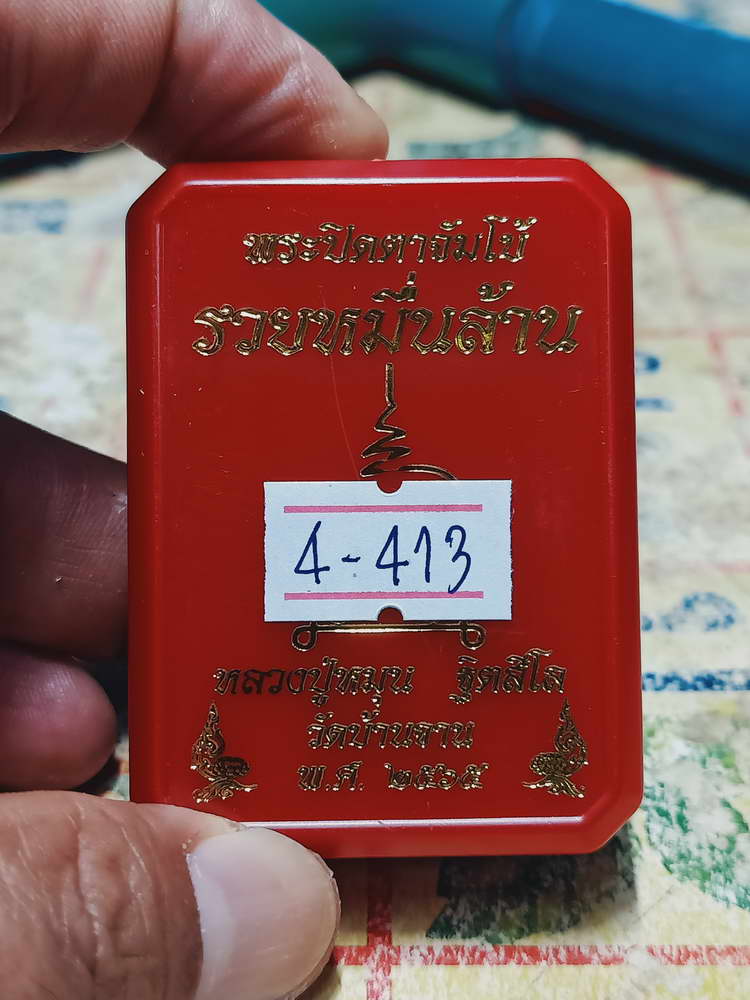 พระปิดตาจัมโบ้
รวยหมื่นล้าน
4-413
หลวงปู่หมุน ฐิตสีโล
วัดบ้านจาน
พ.ศ. ๒๕๖๕